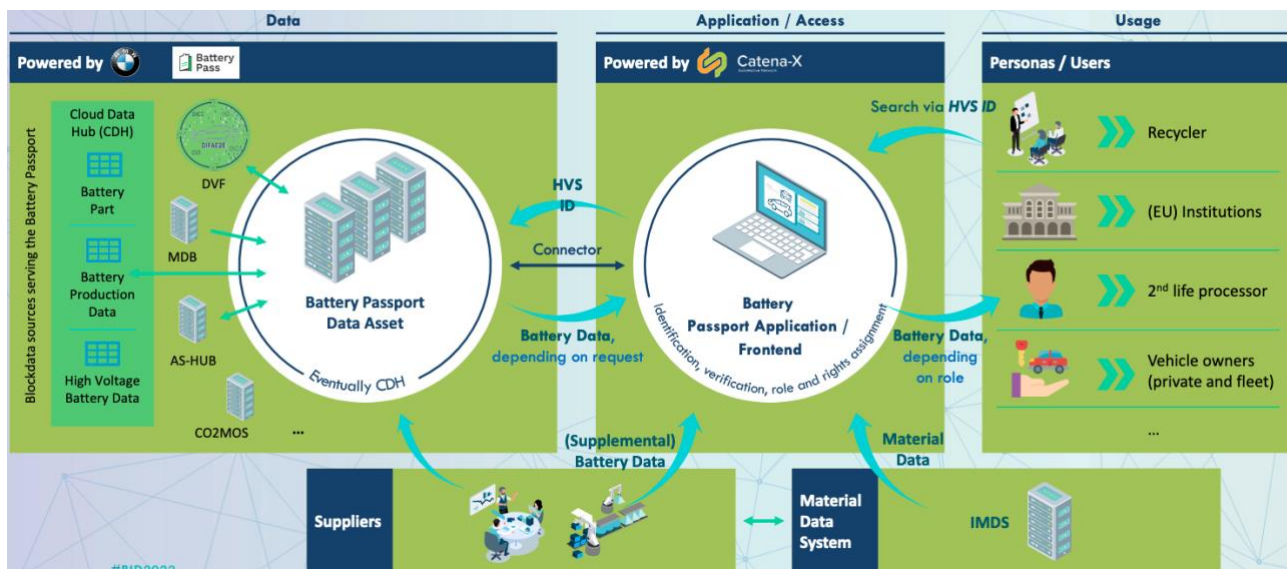 Data
Application / Access
Usage
Powered by
Battery
Pass
Powered by
Catena-X
Automotive Network
Personas / Users
Blockdata sources serving the Battery Passport
Cloud Data
Hub (CDH)
Battery
Part
Battery
Production
Data
High Voltage
Battery Data
DVF
MDB
AS-HUB
CO2MOS
...
Battery Passport
Data Asset
Eventually CDH
HVS
ID
Connector
Battery Data,
depending on request
Battery
Passport Application /
Frontend
Identification, verification, role and rights assignment
Search via HVS ID
Battery Data,
depending
on role
Recycler
(EU) Institutions
2nd life processor
Vehicle owners
(private and fleet)
...
(Supplemental)
Battery Data
Material
Data
Suppliers
Material
Data
System
IMDS